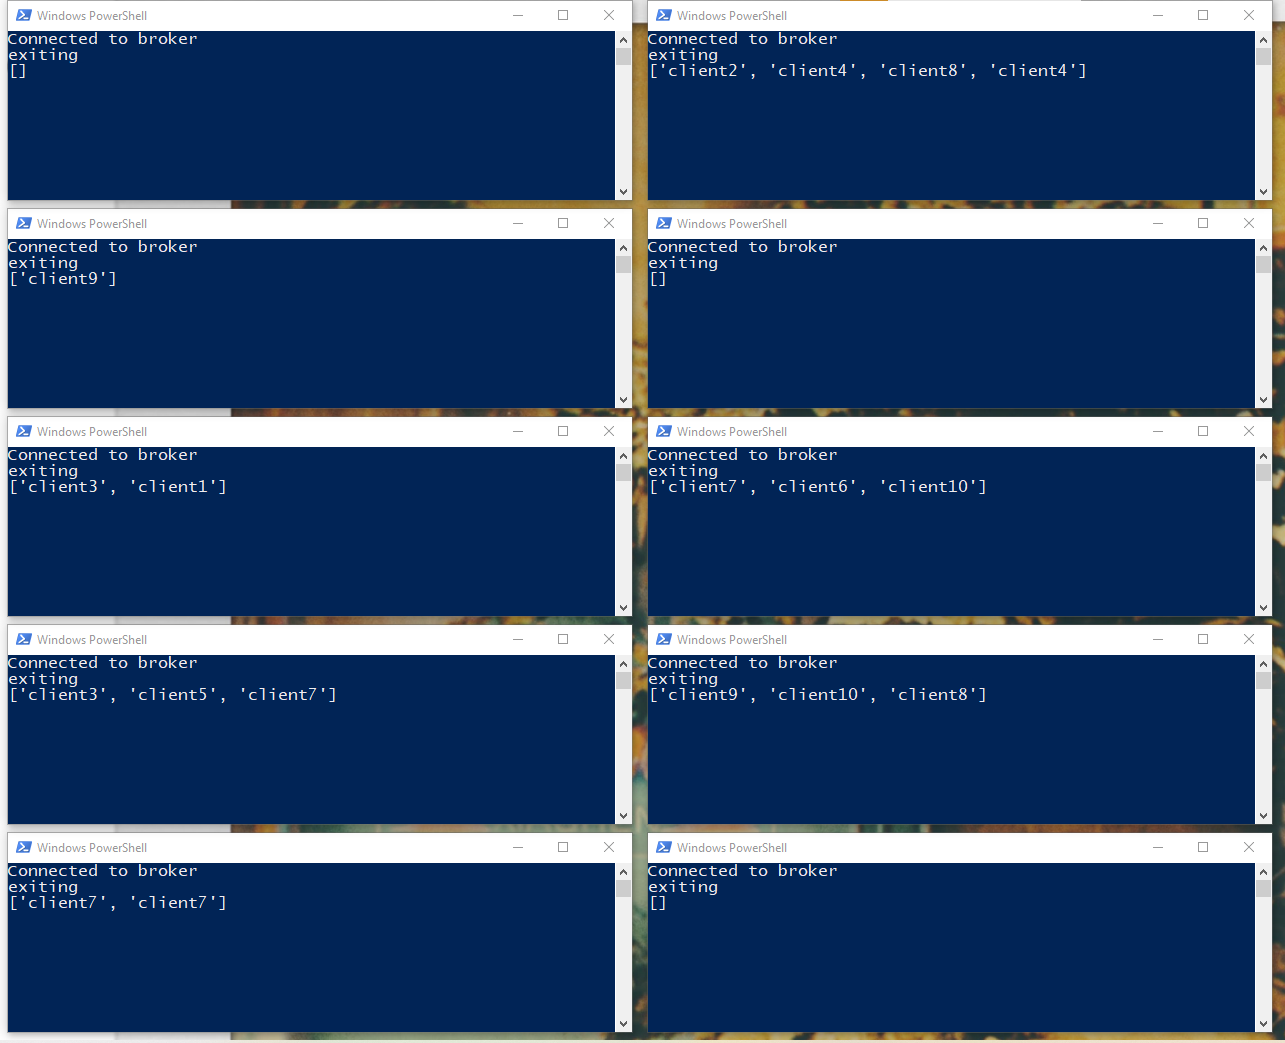 Windows PowerShell
Connected to broker
exiting
[]
Windows PowerShell
Connected to broker
exiting
['client2', 'client4', 'client8', 'client4']
Windows PowerShell
Connected to broker
exiting
['client9']
Windows PowerShell
Connected to broker
exiting
[]
Windows PowerShell
Connected to broker
exiting
['client3', 'client1']
Windows PowerShell
Connected to broker
exiting
['client7', 'client6', 'client10']
Windows PowerShell
Connected to broker
exiting
['client3', 'client5', 'client7']
Windows PowerShell
Connected to broker
exiting
['client9', 'client10', 'client8']
Windows PowerShell
Connected to broker
exiting
['client7', 'client7']
Windows PowerShell
Connected to broker
exiting
[]